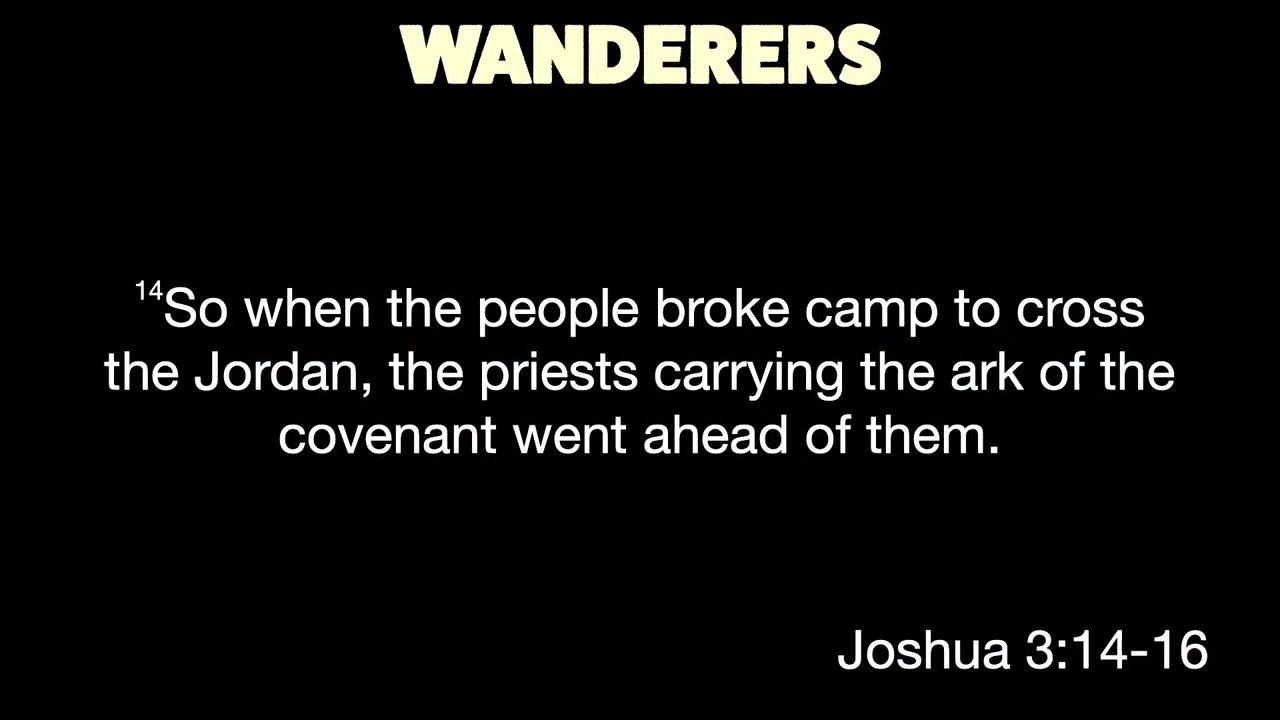 WANDERERS
14So when the people broke camp to cross
the Jordan, the priests carrying the ark of the
covenant went ahead of them.
Joshua 3:14-16